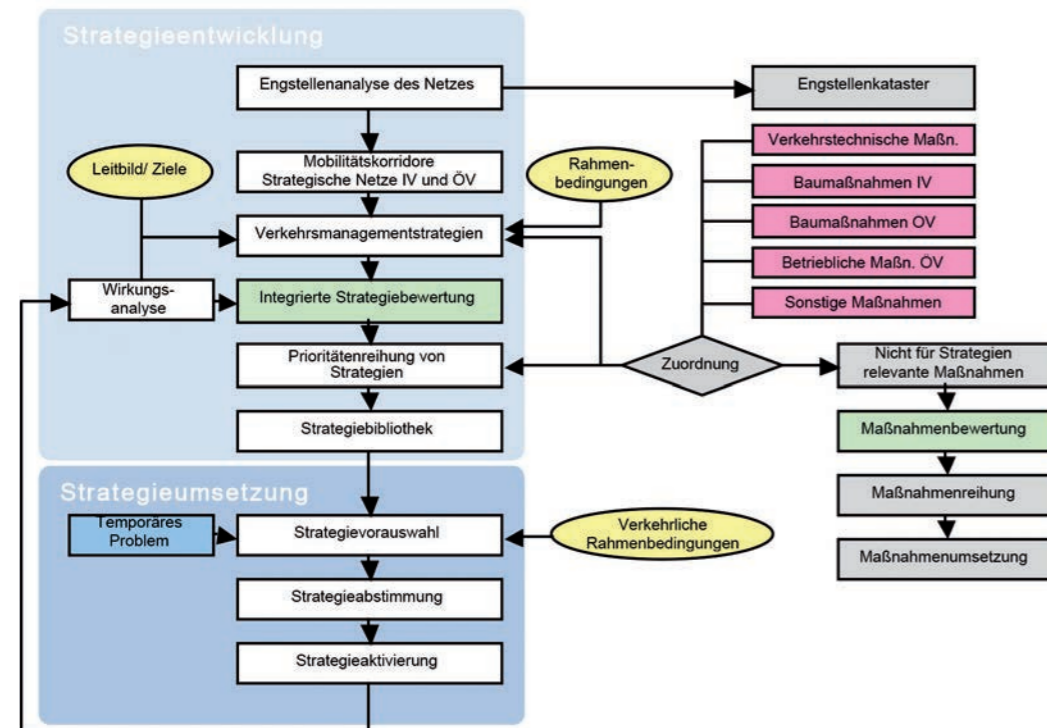 Strategieentwicklung
Engstellenanalyse des Netzes
Engstellenkataster
Verkehrstechnische Maßn.
Leitbild/ Ziele
Mobilitätskorridore
Strategische Netze IV und ÖV
Rahmen-
bedingungen
Baumaßnahmen IV
Baumaßnahmen ÖV
Verkehrsmanagementstrategien
Betriebliche Maßn. ÖV
Wirkungs-
analyse
Integrierte Strategiebewertung
Sonstige Maßnahmen
Prioritätenreihung von
Strategien
Zuordnung
Nicht für Strategien
relevante Maßnahmen
Strategiebibliothek
Maßnahmenbewertung
Strategieumsetzung
Maßnahmenreihung
Temporäres
Problem
Strategievorauswahl
Verkehrliche
Rahmenbedingungen
Maßnahmenumsetzung
Strategieabstimmung
Strategieaktivierung